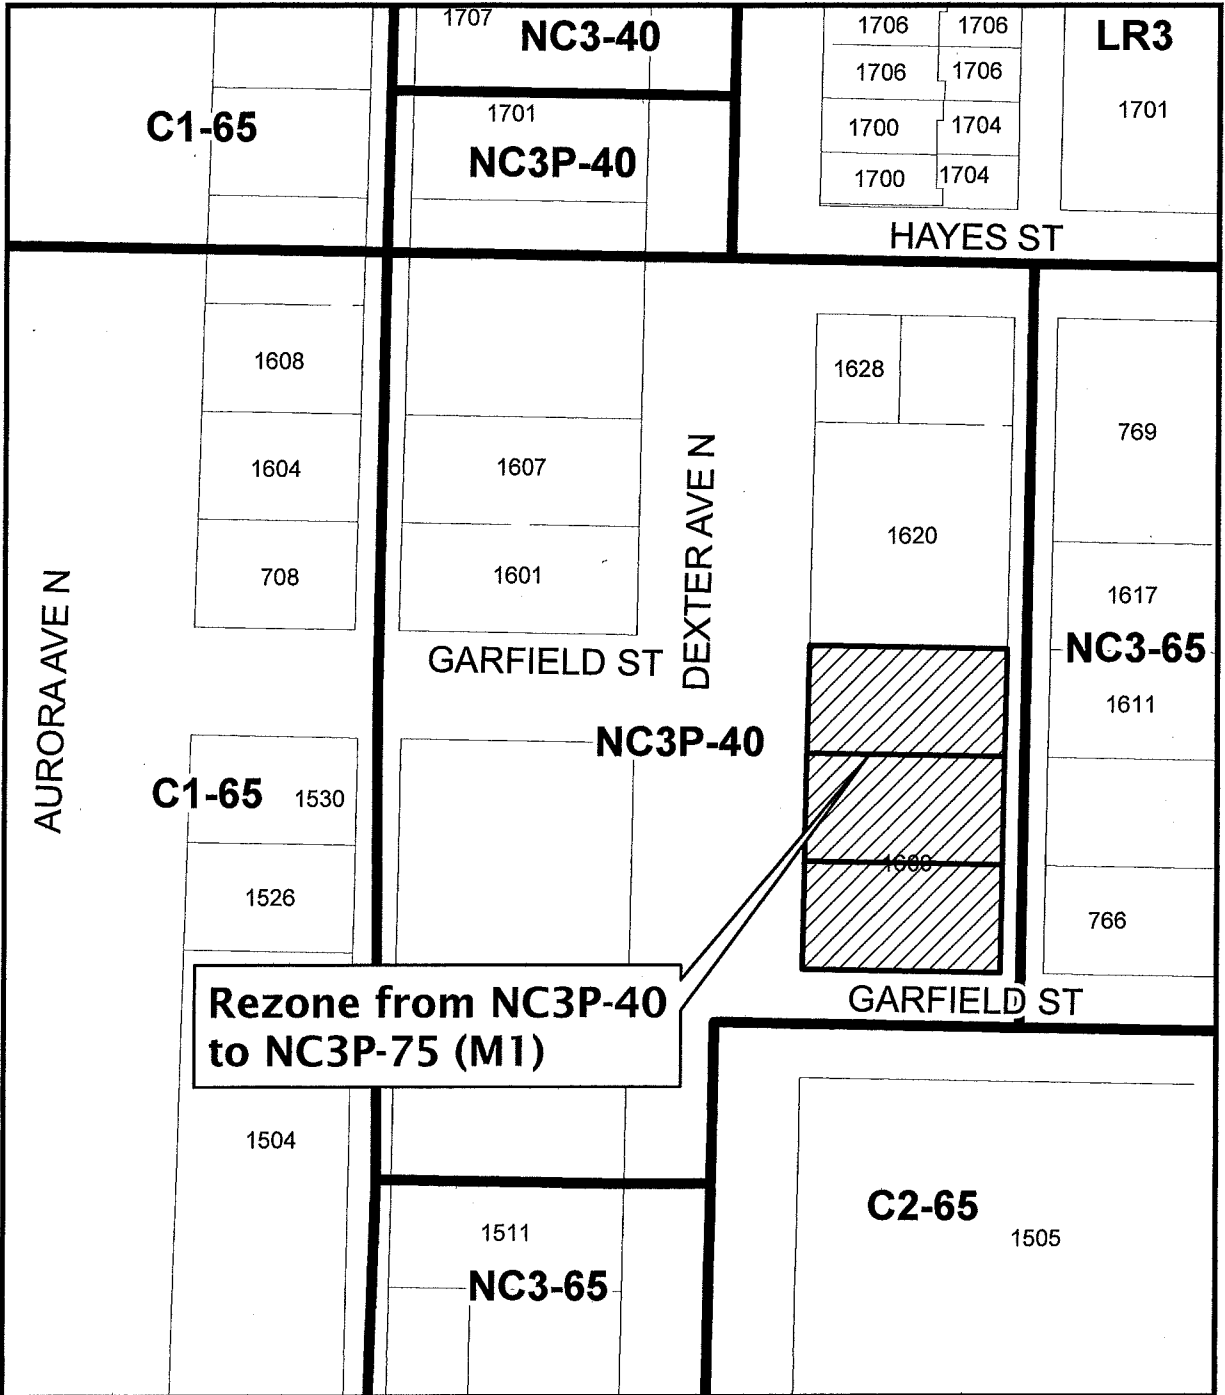 1707
NC3-40
1706
1706
LR3
1706
1706
C1-65
1701
1701
NC3P-40
1700
1704
1700
1704
HAYES ST
1608
1628
769
1604
1607
DEXTER AVE N
1620
708
1601
AURORA AVE N
1617
GARFIELD ST
NC3-65
1611
NC3P-40
C1-65
1530
1600
1526
766
Rezone from NC3P-40
to NC3P-75 (M1)
GARFIELD ST
1504
C2-65
1511
1505
NC3-65